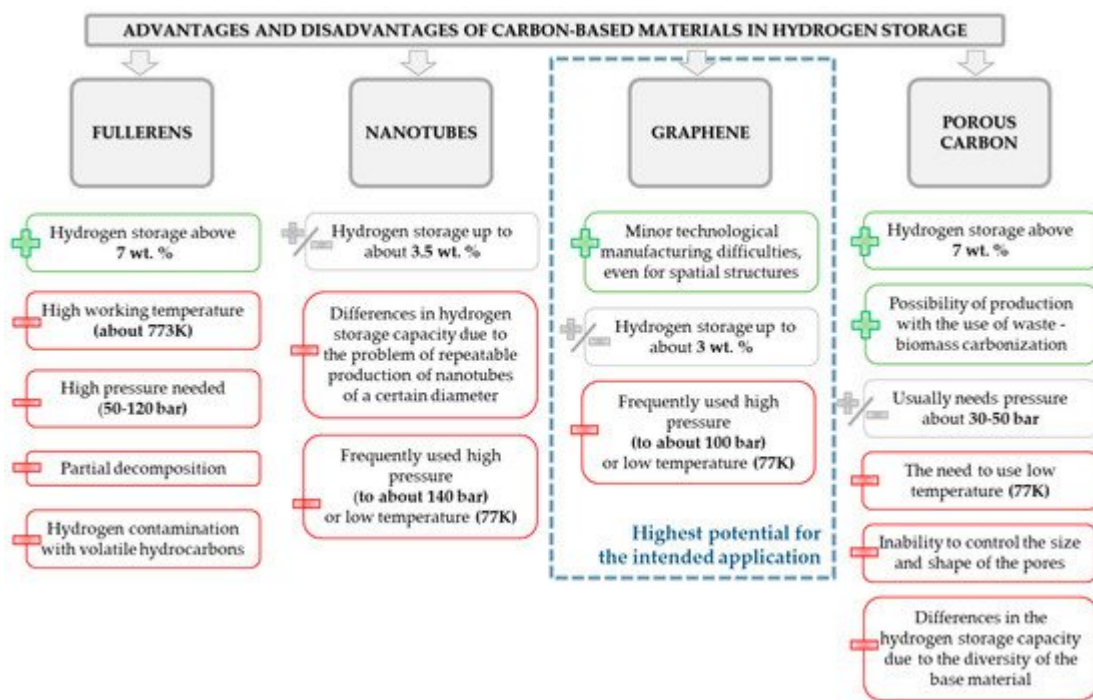 ADVANTAGES AND DISADVANTAGES OF CARBON-BASED MATERIALS IN HYDROGEN STORAGE
FULLERENS
Hydrogen storage above
7 wt. %
High working temperature
(about 773K)
High pressure needed
(50-120 bar)
Partial decomposition
Hydrogen contamination
with volatile hydrocarbons
NANOTUBES
Hydrogen storage up to
about 3.5 wt. %
Differences in hydrogen
storage capacity due to
the problem of repeatable
production of nanotubes
of a certain diameter
Frequently used high
pressure
(to about 140 bar)
or low temperature (77K)
GRAPHENE
Minor technological
manufacturing difficulties,
even for spatial structures
Hydrogen storage up to
about 3 wt. %
Frequently used high
pressure
(to about 100 bar)
or low temperature (77K)
Highest potential for
the intended application
POROUS
CARBON
Hydrogen storage above
7 wt. %
Possibility of production
with the use of waste -
biomass carbonization
Usually needs pressure
about 30-50 bar
The need to use low
temperature (77K)
Inability to control the size
and shape of the pores
Differences in the
hydrogen storage capacity
due to the diversity of the
base material